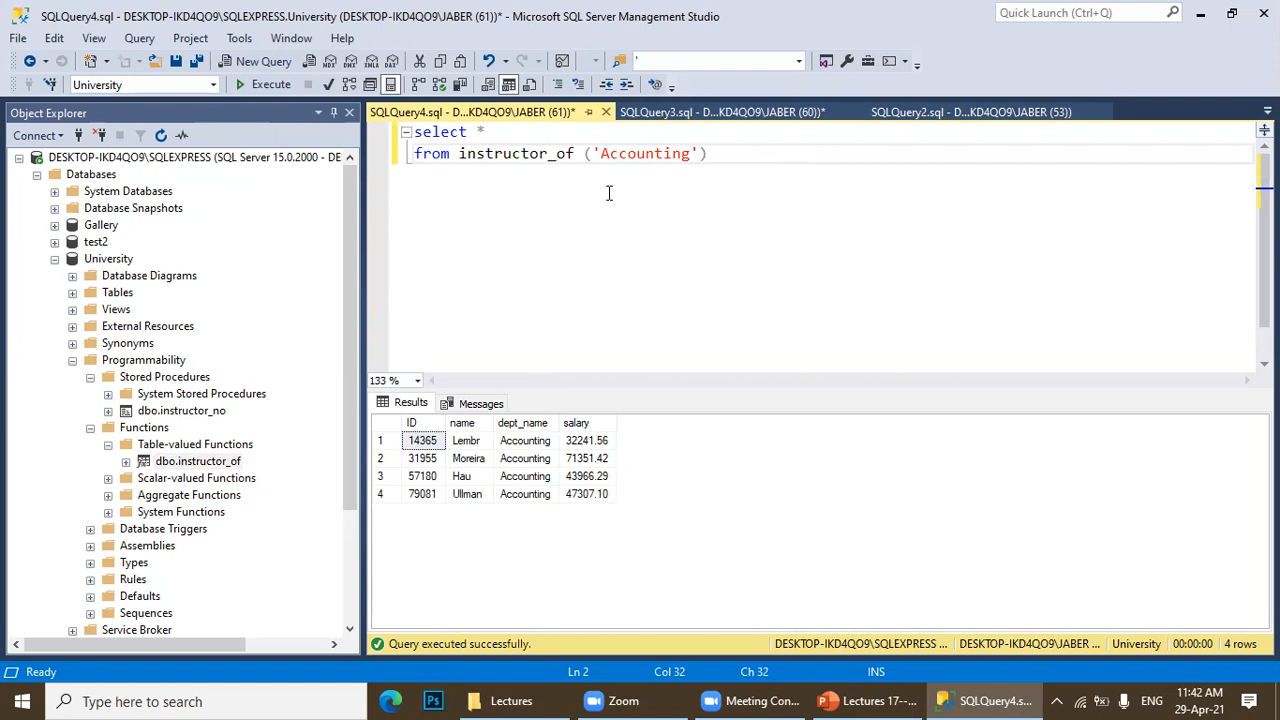 SQLQuery4.sql - DESKTOP-IKD4QO9\SQLEXPRESS.University (DESKTOP-IKD4QO9\JABER (61))* - Microsoft SQL Server Management Studio
Quick Launch (Ctrl+Q)
File Edit View Query Project Tools Window Help
New Query DMX XMLA DAX '
University Execute
Object Explorer
SQLQuery4.sql - D...KD4QO9\JABER (61))* SQLQuery3.sql - D...KD4QO9\JABER (60))* SQLQuery2.sql - D...KD4QO9\JABER (53))
Connect
DESKTOP-IKD4QO9\SQLEXPRESS (SQL Server 15.0.2000 - DE
Databases
System Databases
Database Snapshots
Gallery
test2
University
Database Diagrams
Tables
Views
External Resources
Synonyms
Programmability
Stored Procedures
System Stored Procedures
dbo.instructor_no
Functions
Table-valued Functions
dbo.instructor_of
Scalar-valued Functions
Aggregate Functions
System Functions
Database Triggers
Assemblies
Types
Rules
Defaults
Sequences
Service Broker
select *
from instructor_of ('Accounting')
133 %
Results Messages
ID name dept_name salary
1 14365 Lembr Accounting 32241.56
2 31955 Moreira Accounting 71351.42
3 57180 Hau Accounting 43966.29
4 79081 Ullman Accounting 47307.10
Query executed successfully. DESKTOP-IKD4QO9\SQLEXPRESS ... DESKTOP-IKD4QO9\JABER ... University 00:00:00 4 rows
Ready Ln 2 Col 32 Ch 32 INS
Type here to search Ps Lectures Zoom Meeting Con... Lectures 17--... SQLQuery4.s... ENG 11:42 AM
29-Apr-21